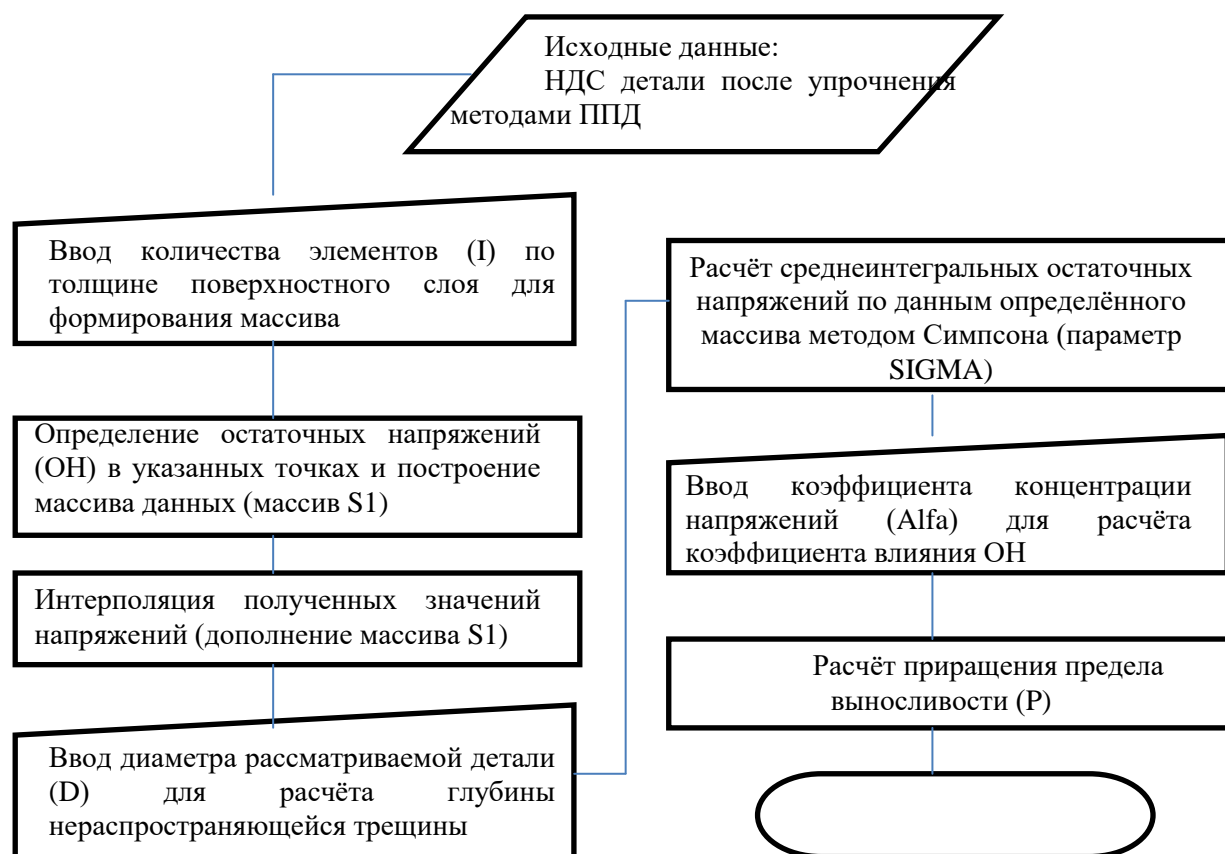 Исходные данные:
НДС детали после упрочнения
методами ППД
Ввод количества элементов (I) по
толщине поверхностного слоя для
формирования массива
Определение остаточных напряжений
(ОН) в указанных точках и построение
массива данных (массив S1)
Интерполяция полученных значений
напряжений (дополнение массива S1)
Ввод диаметра рассматриваемой детали
(D) для расчёта глубины
нераспространяющейся трещины
Расчёт среднеинтегральных остаточных
напряжений по данным определённого
массива методом Симпсона (параметр
SIGMA)
Ввод коэффициента концентрации
напряжений (Alfa) для расчёта
коэффициента влияния ОН
Расчёт приращения предела
выносливости (P)